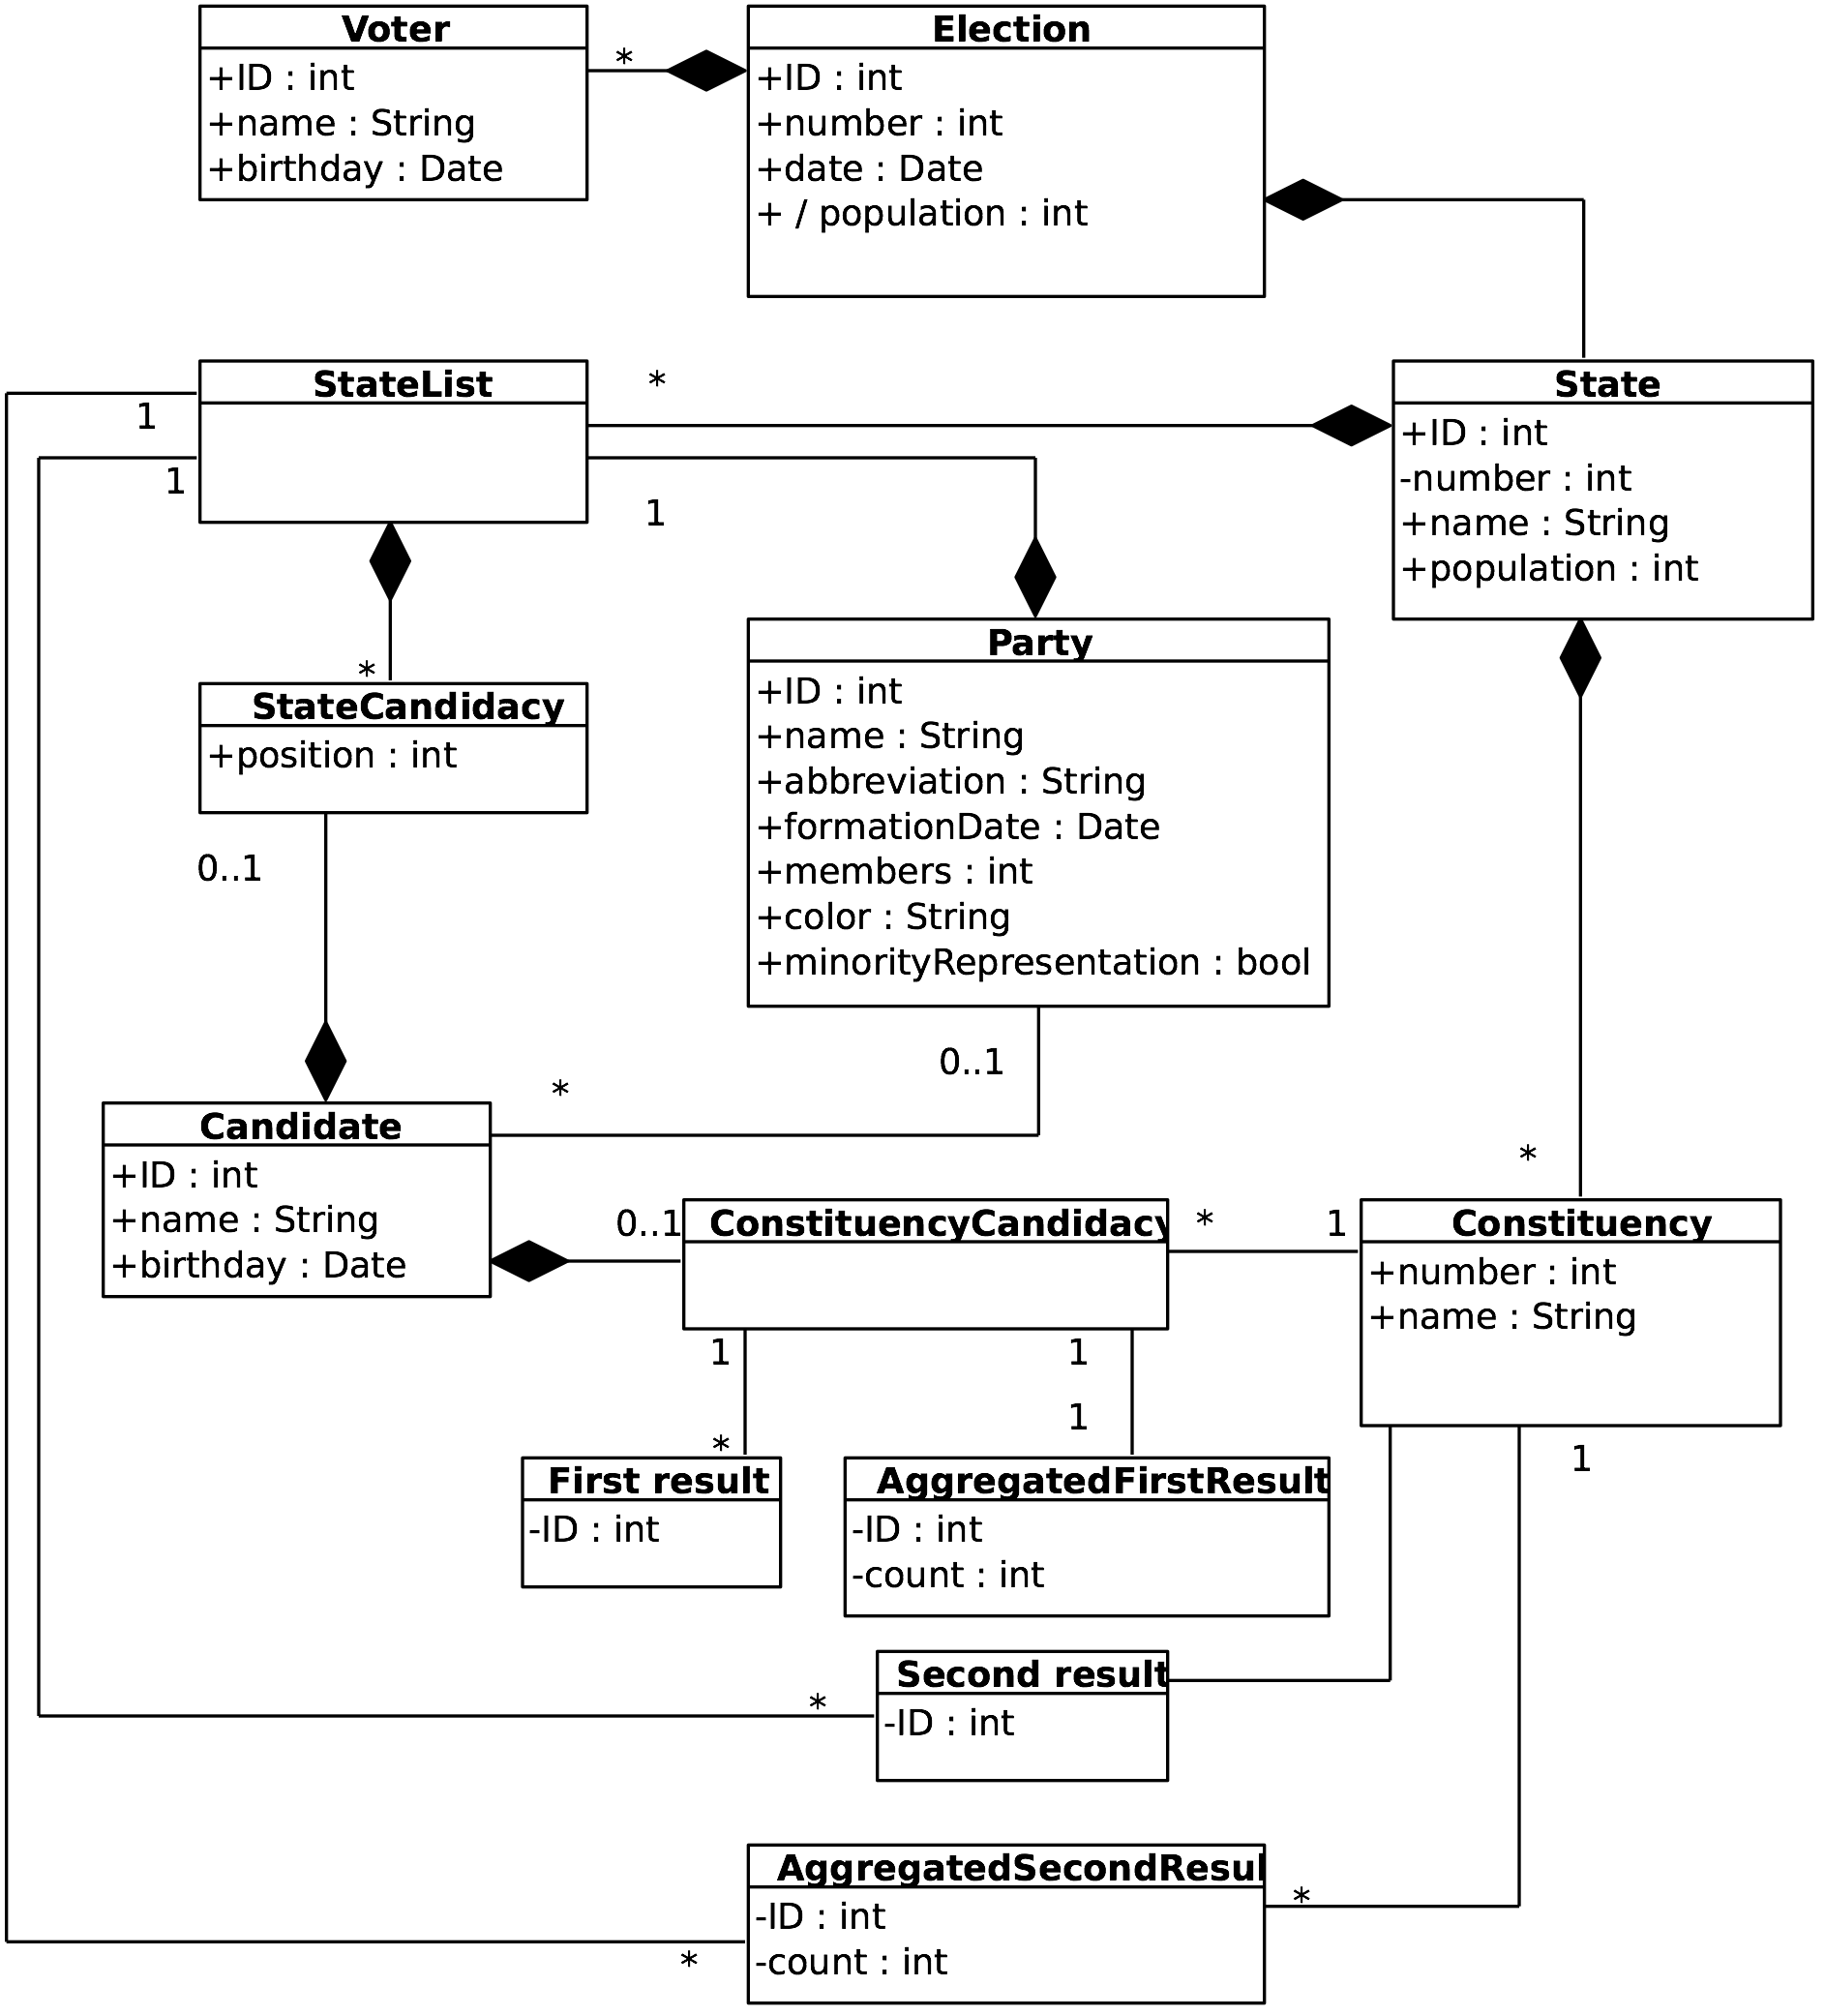 Voter
+ID : int
+name : String
+birthday : Date
*
Election
+ID : int
+number : int
+date : Date
+ / population : int
StateList
*
1
1
1
State
+ID : int
-number : int
+name : String
+population : int
*
StateCandidacy
+position : int
0..1
Party
+ID : int
+name : String
+abbreviation : String
+formationDate : Date
+members : int
+color : String
+minorityRepresentation : bool
0..1
*
*
Candidate
+ID : int
+name : String
+birthday : Date
0..1
ConstituencyCandidacy
*
1
Constituency
+number : int
+name : String
1
1
1
*
1
First result
-ID : int
AggregatedFirstResult
-ID : int
-count : int
Second result
-ID : int
*
AggregatedSecondResul
-ID : int
-count : int
*
*